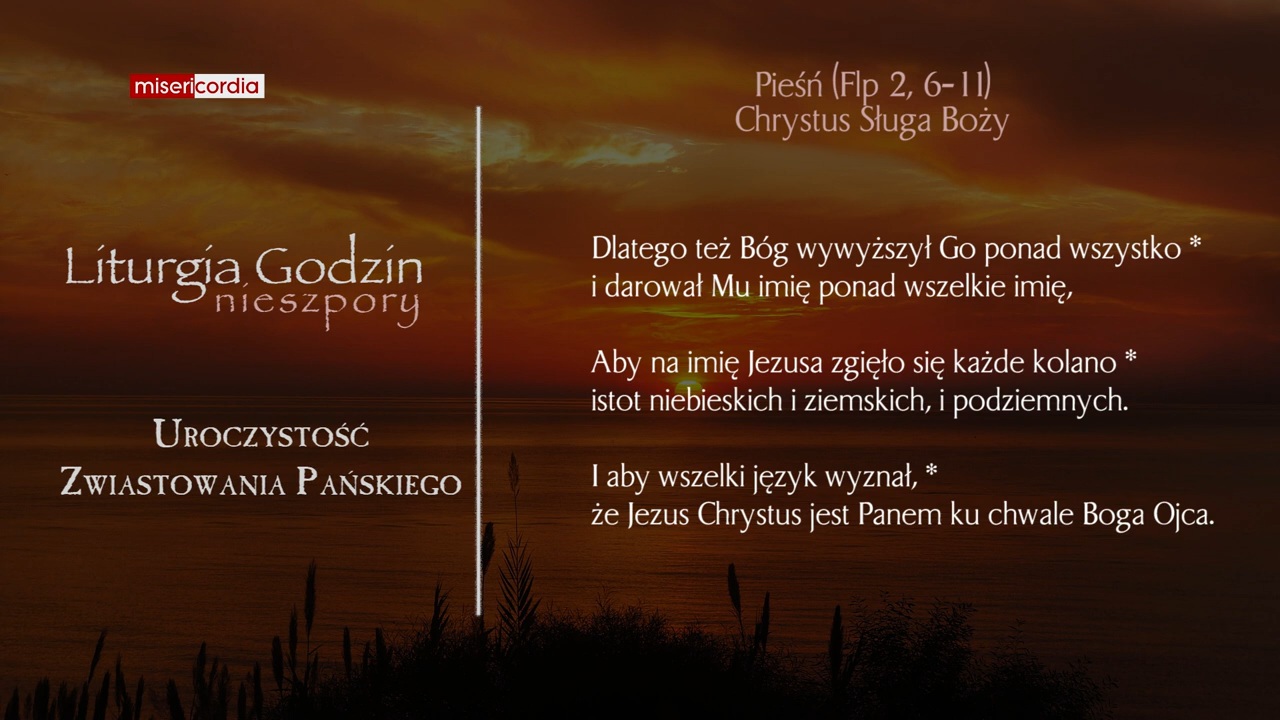 misericordia
Liturgia Godzin
nieszpory
Uroczystość
Zwiastowania Pańskiego
Pieśń (Flp 2, 6-11)
Chrystus Sługa Boży
Dlatego też Bóg wywyższył Go ponad wszystko *
i darował Mu imię ponad wszelkie imię,
Aby na imię Jezusa zgięło się każde kolano *
istot niebieskich i ziemskich, i podziemnych.
I aby wszelki język wyznał, *
że Jezus Chrystus jest Panem ku chwale Boga Ojca.